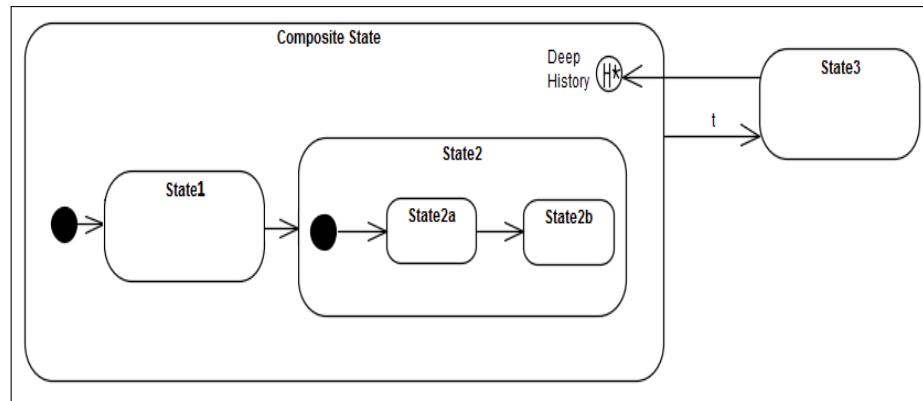 Composite State
Deep
History
H*
State3
t
State2
State1
State2a
State2b